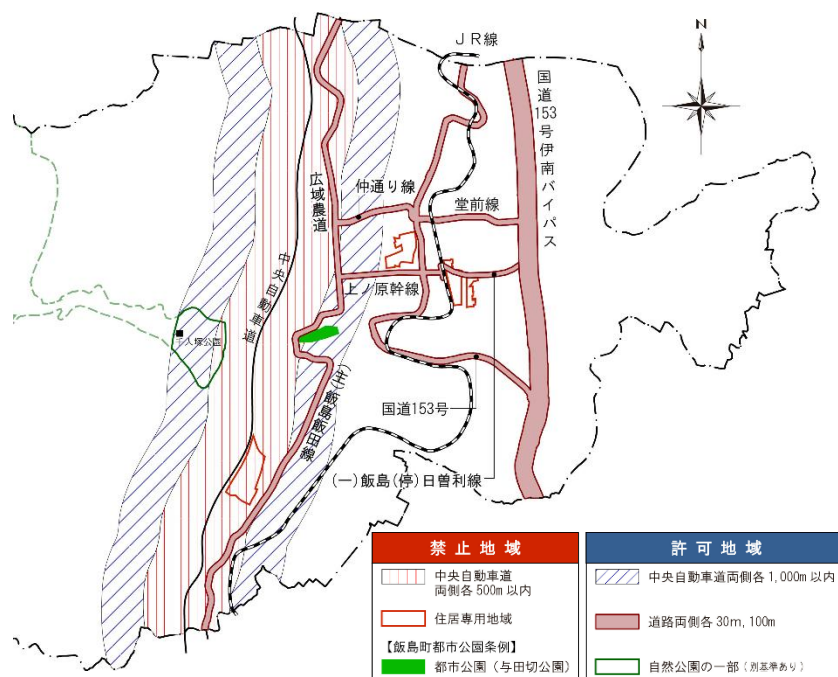 ＪＲ線
N
国道153号伊南バイパス
広域農道
仲通り線
堂前線
中央自動車道
上ノ原幹線
千人塚公園
(主)飯島飯田線
国道153号
(一)飯島(停)日曽利線
禁止地域
許可地域
中央自動車道
両側各500m以内
中央自動車道両側各1,000m以内
住居専用地域
道路両側各30m, 100m
【飯島町都市公園条例】
都市公園（与田切公園）
自然公園の一部（別基準あり）